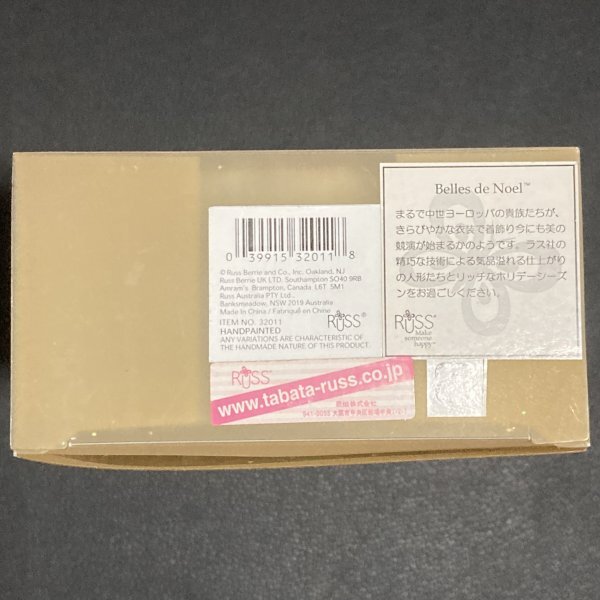 Belles de Noel™
まるで中世ヨーロッパの貴族たちが、
きらびやかな衣装で着飾り今にも美の
競演が始まるかのようです。ラス社の
精巧な技術による気品溢れる仕上がり
の人形たちとリッチなホリデーシーズ
ンをお過ごしください。
RUSS®
Make
someone
happy™
0 39915 32011 8
© Russ Berrie and Co., Inc. Oakland, NJ
Russ Berrie UK LTD. Southampton SO40 9RB
Amram's Brampton, Canada L6T 5M1
Russ Australia PTY Ltd.
Banksmeadow, NSW 2019 Australia
Made In China / Fabriqué en Chine
ITEM NO. 32011
HANDPAINTED
ANY VARIATIONS ARE CHARACTERISTIC OF
THE HANDMADE NATURE OF THIS PRODUCT.
RUSS®
RUSS®
www.tabata-russ.co.jp